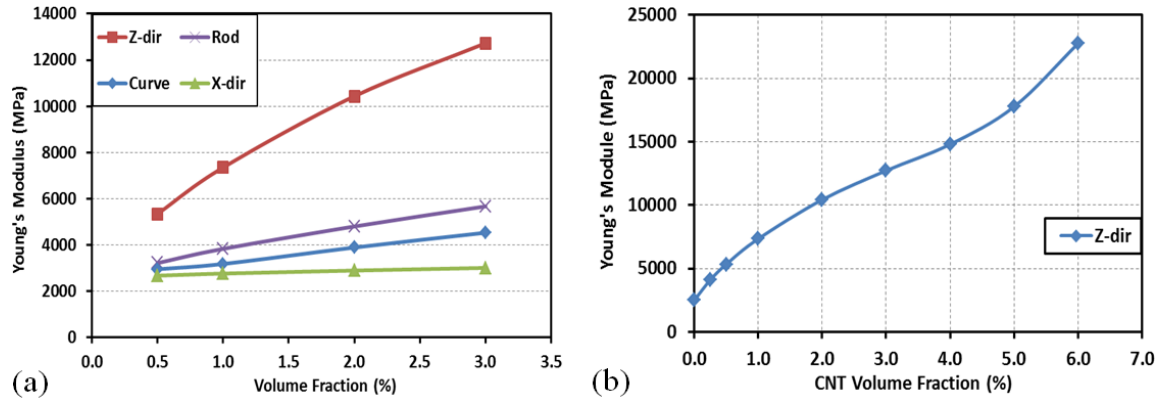 14000
12000
10000
8000
6000
4000
2000
0
Young's Modulus (MPa)
Z-dir
Rod
Curve
X-dir
0.0 0.5 1.0 1.5 2.0 2.5 3.0 3.5
Volume Fraction (%)
(a)
25000
20000
15000
10000
5000
0
Young's Module (MPa)
Z-dir
0.0 1.0 2.0 3.0 4.0 5.0 6.0 7.0
CNT Volume Fraction (%)
(b)